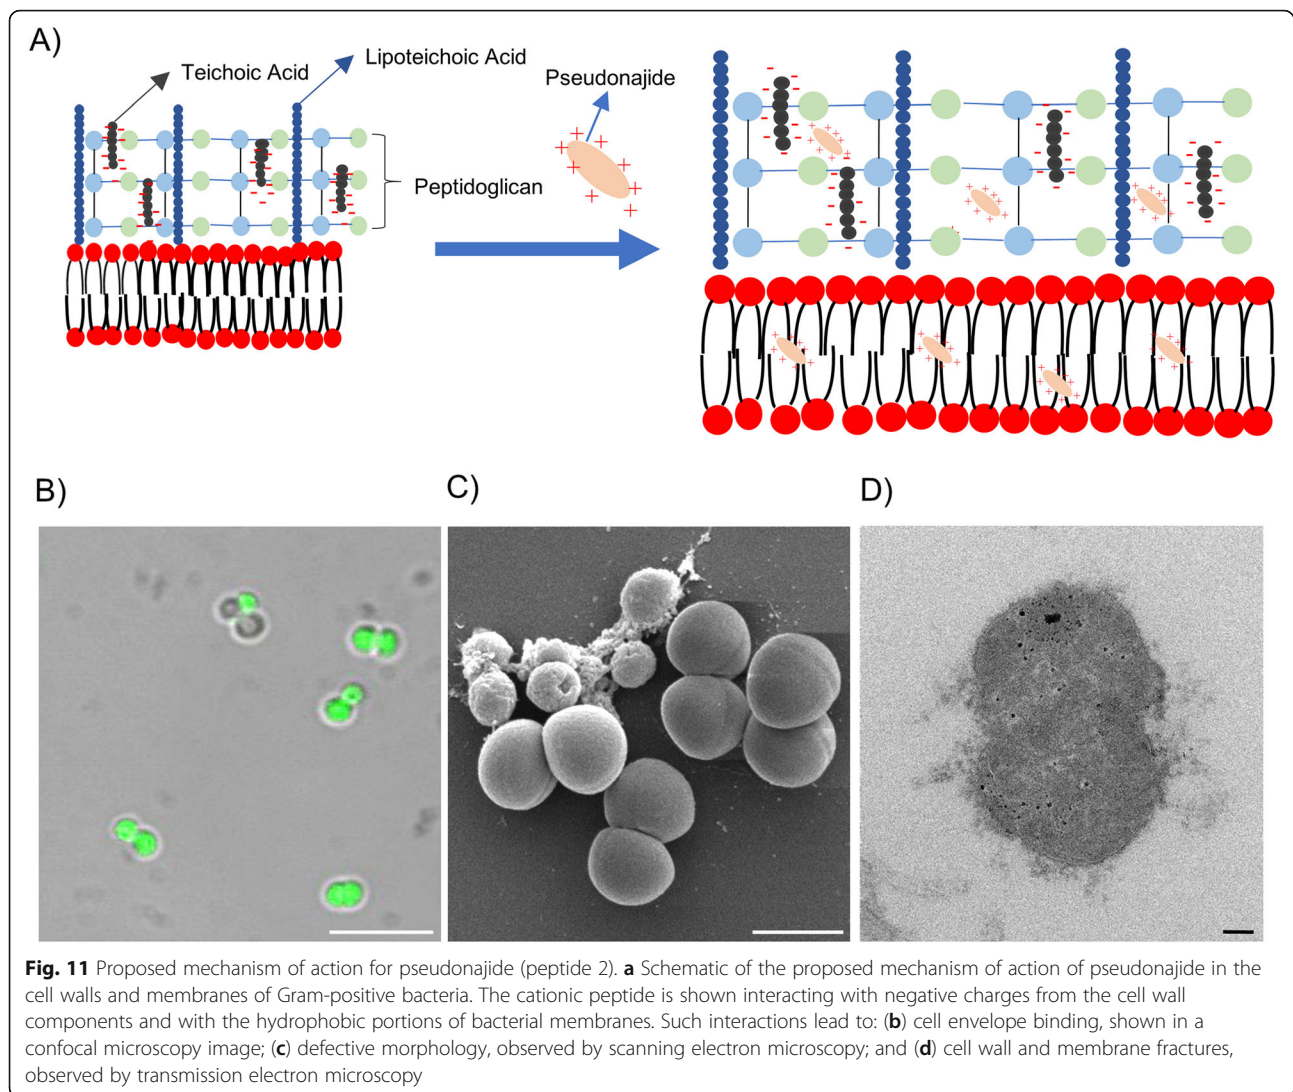 A)
Teichoic Acid
Lipoteichoic Acid
Pseudonajide
Peptidoglican
B)
C)
D)
Fig. 11 Proposed mechanism of action for pseudonajide (peptide 2). a Schematic of the proposed mechanism of action of pseudonajide in the
cell walls and membranes of Gram-positive bacteria. The cationic peptide is shown interacting with negative charges from the cell wall
components and with the hydrophobic portions of bacterial membranes. Such interactions lead to: (b) cell envelope binding, shown in a
confocal microscopy image; (c) defective morphology, observed by scanning electron microscopy; and (d) cell wall and membrane fractures,
observed by transmission electron microscopy